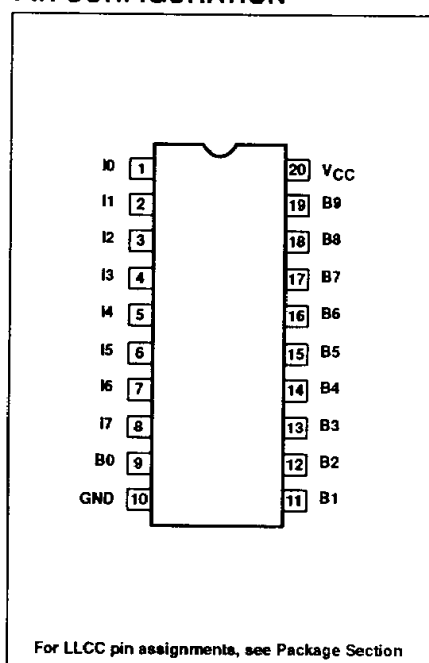 PIN CONFIGURATION
I0 1 20 VCC
I1 2 19 B9
I2 3 18 B8
I3 4 17 B7
I4 5 16 B6
I5 6 15 B5
I6 7 14 B4
I7 8 13 B3
B0 9 12 B2
GND 10 11 B1
For LLCC pin assignments, see Package Section